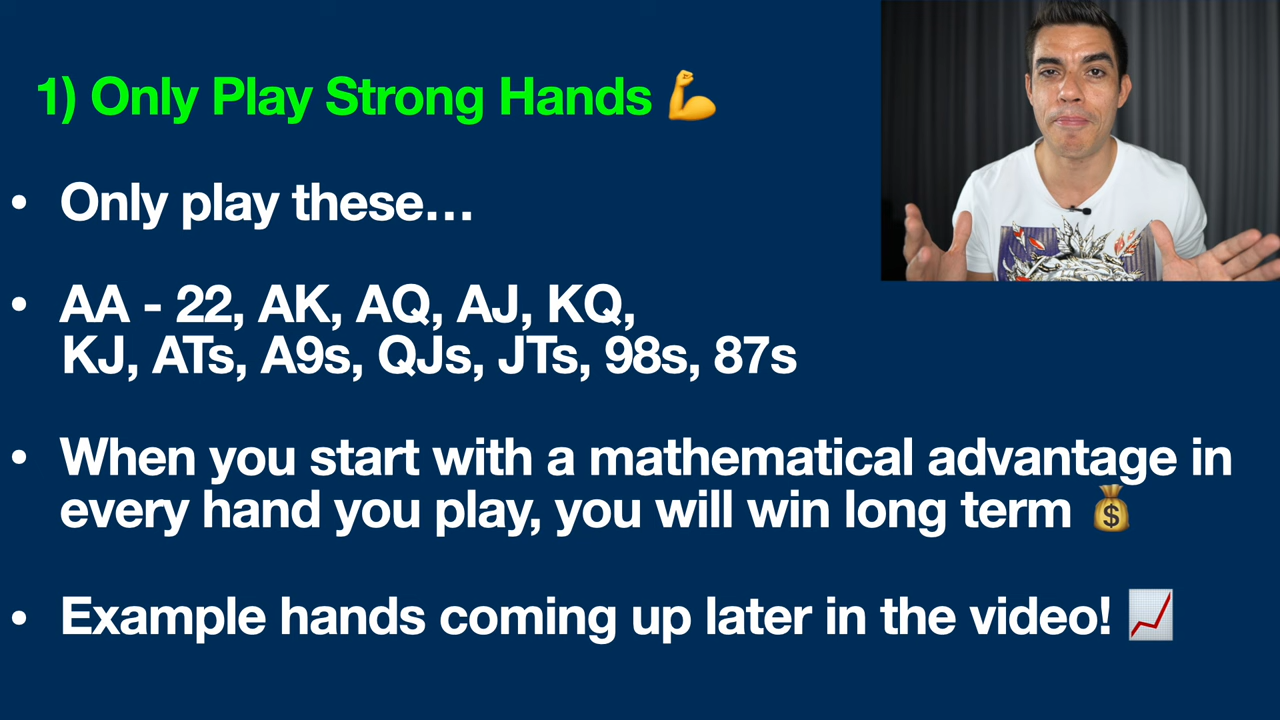 1) Only Play Strong Hands 💪
• Only play these…
• AA - 22, AK, AQ, AJ, KQ,
KJ, ATs, A9s, QJs, JTs, 98s, 87s
• When you start with a mathematical advantage in
every hand you play, you will win long term 💰
• Example hands coming up later in the video! 📈